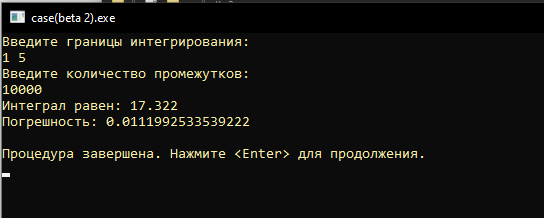 case(beta 2).exe
Введите границы интегрирования:
1 5
Введите количество промежутков:
10000
Интеграл равен: 17.322
Погрешность: 0.0111992533539222
Процедура завершена. Нажмите <Enter> для продолжения.